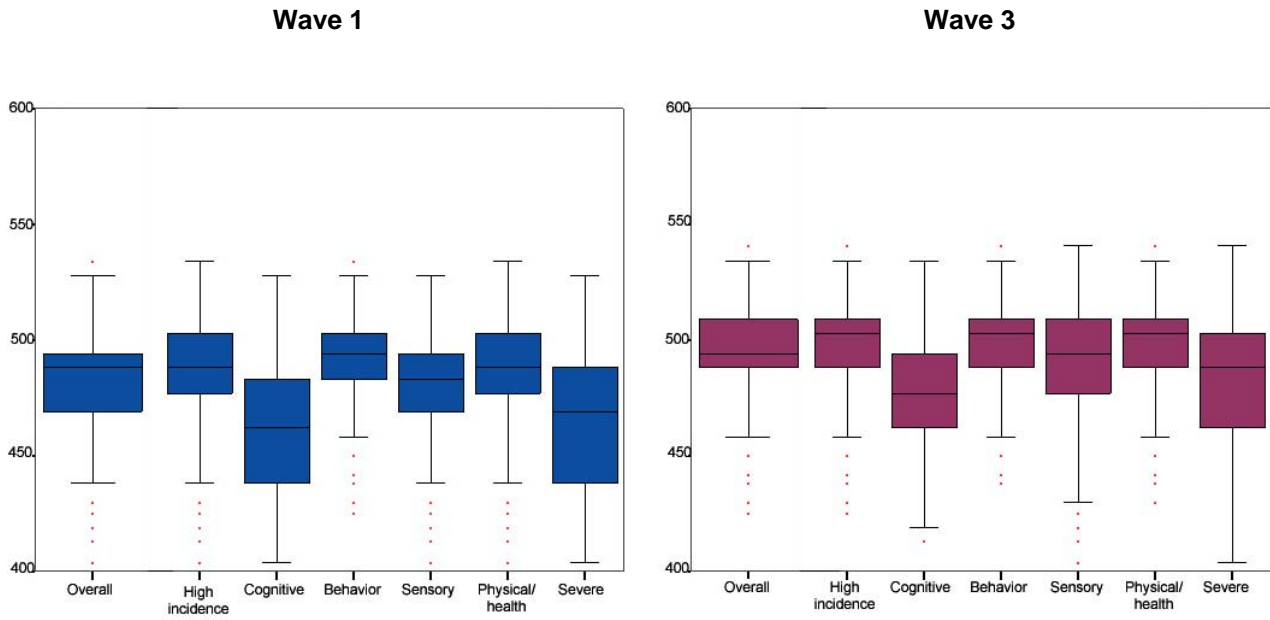 Wave 1
600
550
500
450
400
Overall
High
incidence
Cognitive
Behavior
Sensory
Physical/
health
Severe
Wave 3
600
550
500
450
400
Overall
High
incidence
Cognitive
Behavior
Sensory
Physical/
health
Severe